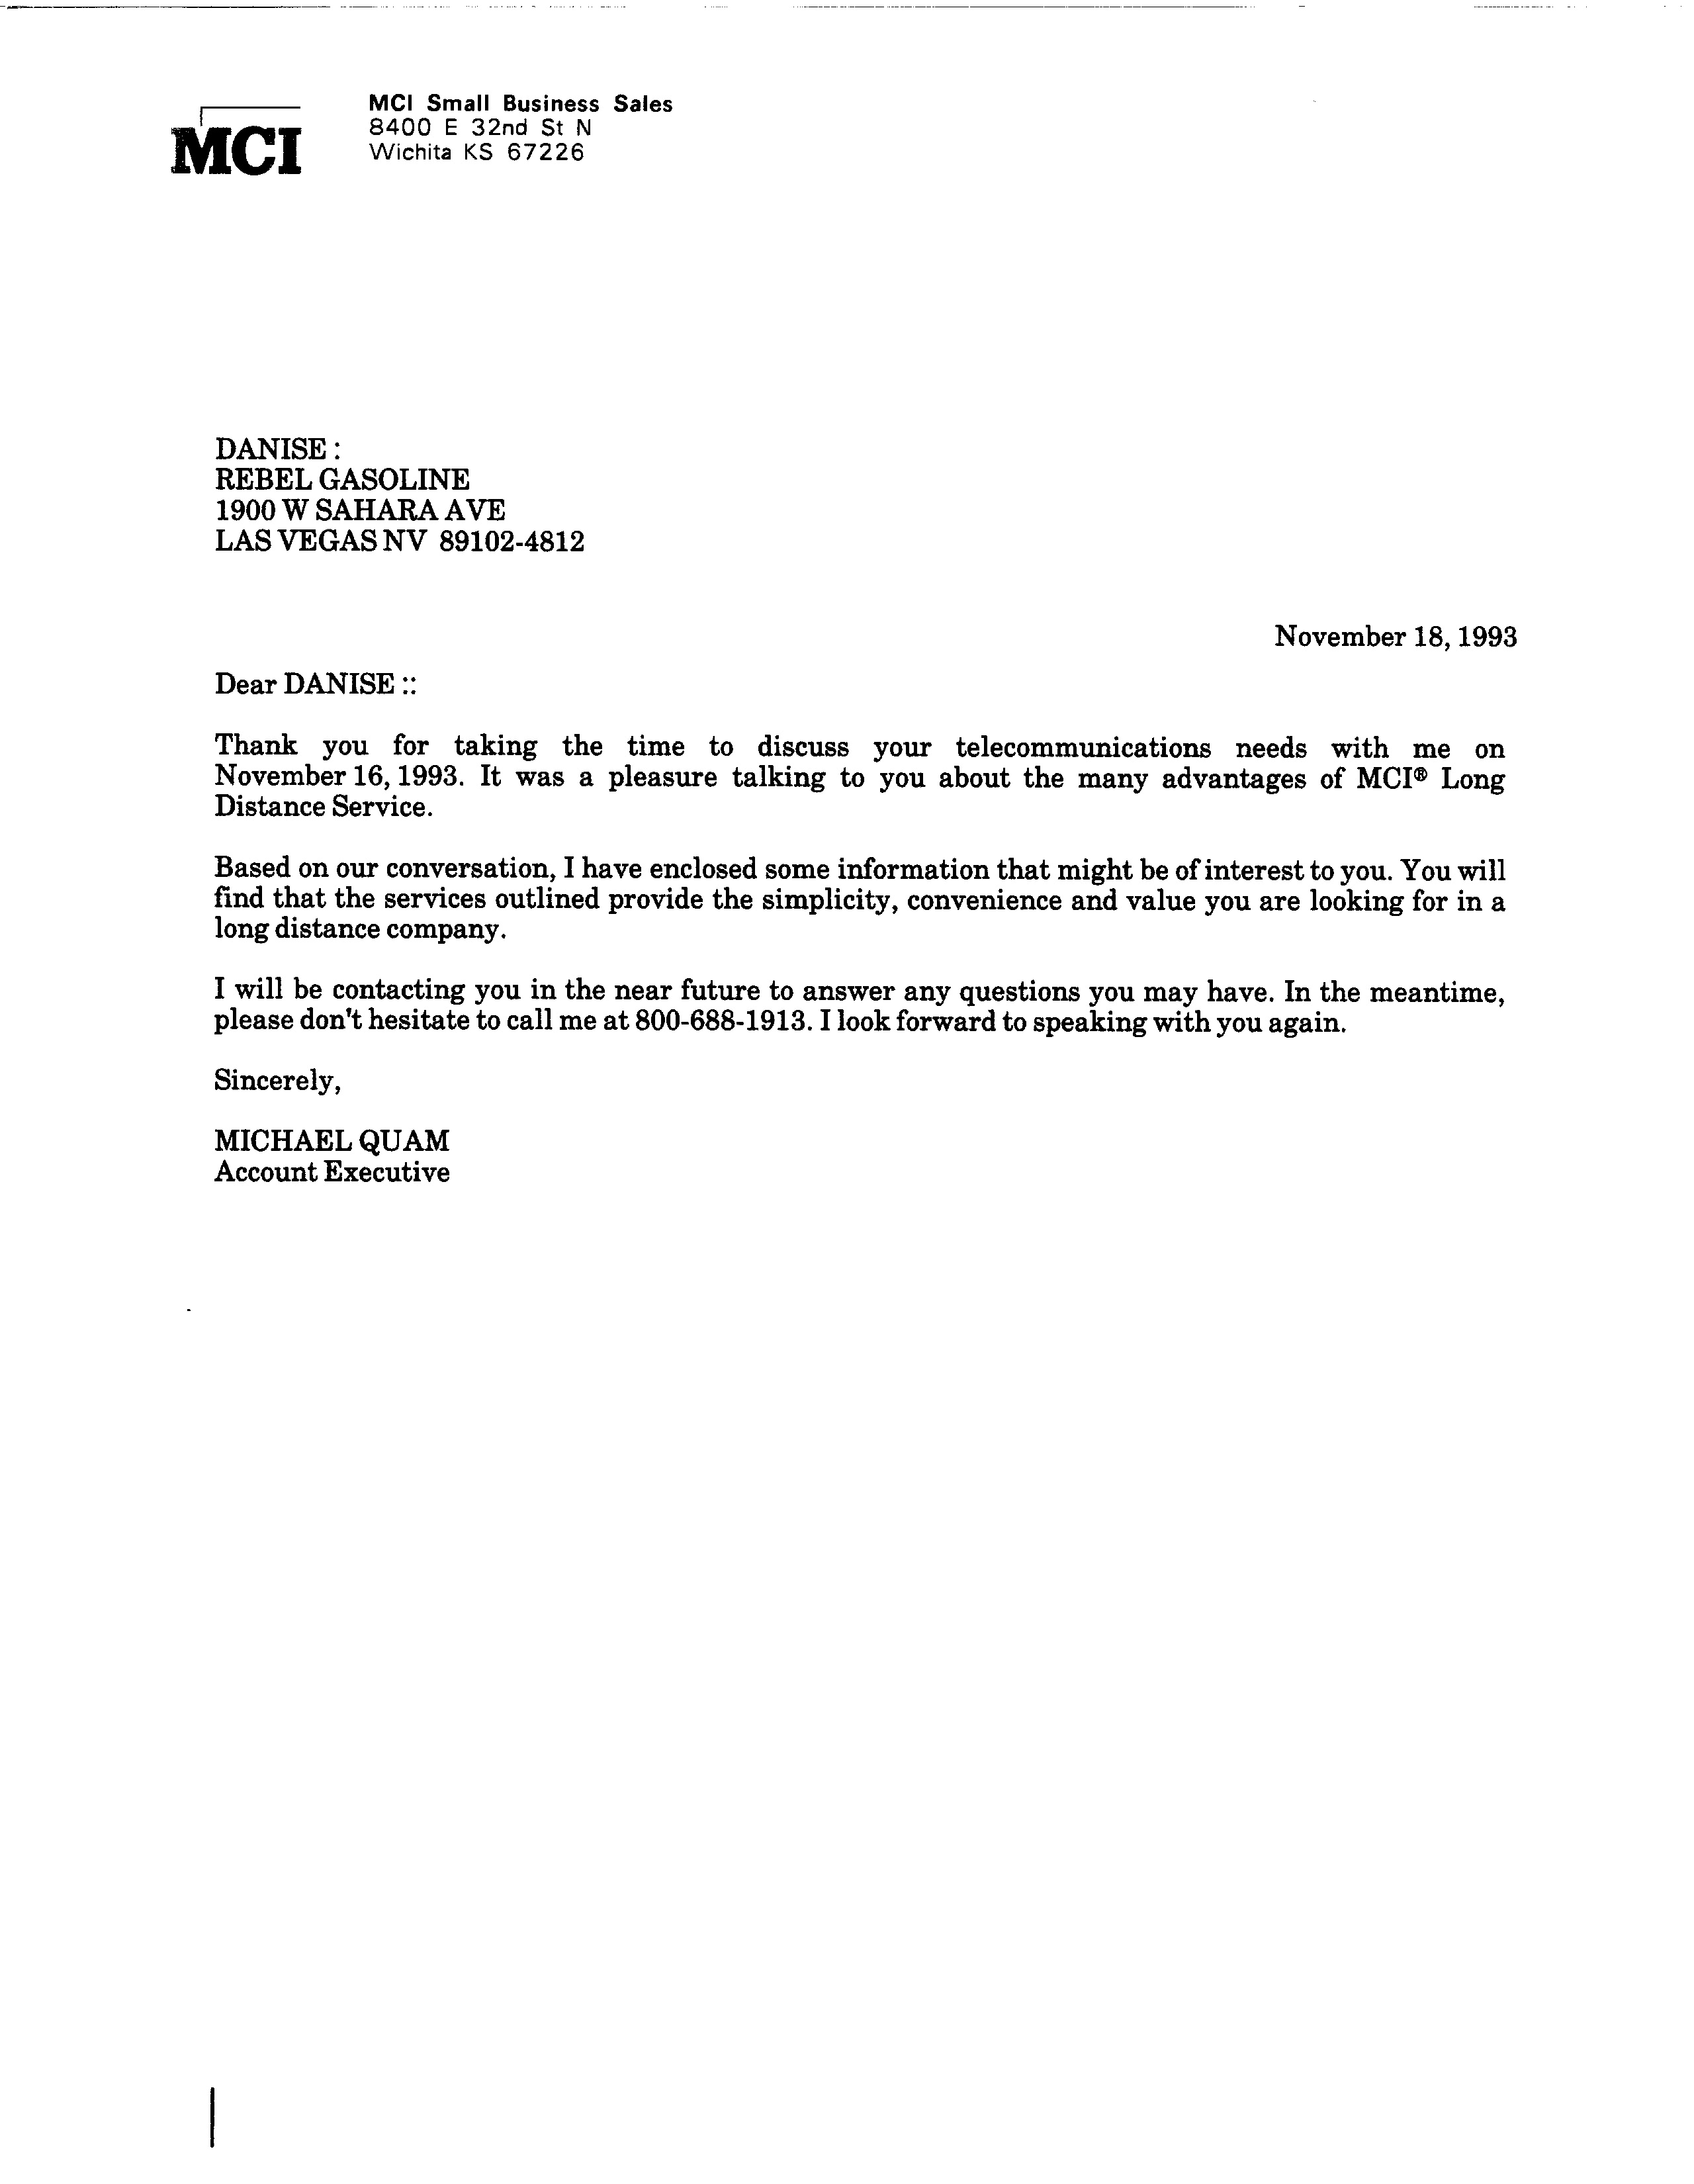 MCI
MCI Small Business Sales
8400 E 32nd St N
Wichita KS 67226
DANISE :
REBEL GASOLINE
1900 W SAHARA AVE
LAS VEGAS NV 89102-4812
November 18, 1993
Dear DANISE ::
Thank you for taking the time to discuss your telecommunications needs with me on
November 16, 1993. It was a pleasure talking to you about the many advantages of MCI® Long
Distance Service.
Based on our conversation, I have enclosed some information that might be of interest to you. You will
find that the services outlined provide the simplicity, convenience and value you are looking for in a
long distance company.
I will be contacting you in the near future to answer any questions you may have. In the meantime,
please don't hesitate to call me at 800-688-1913. I look forward to speaking with you again.
Sincerely,
MICHAEL QUAM
Account Executive